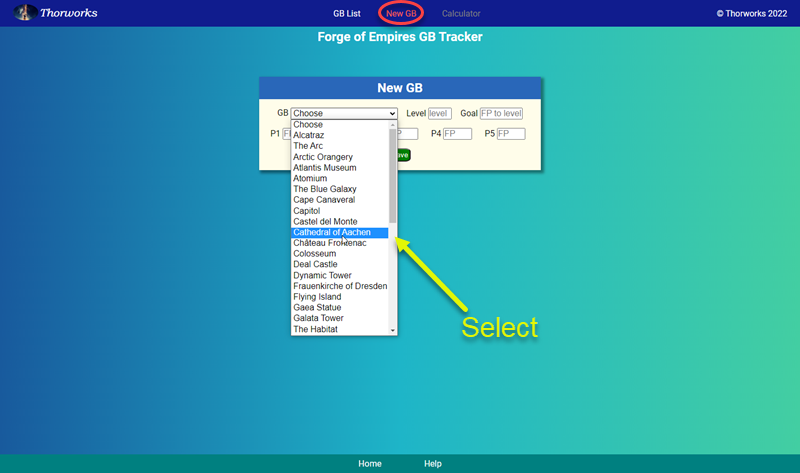 Thorworks GB List New GB Calculator © Thorworks 2022
Forge of Empires GB Tracker
New GB
GB Choose Level level Goal FP to level
P1 P4 FP P5 FP
Choose
Alcatraz
The Arc
Arctic Orangery
Atlantis Museum
Atomium
The Blue Galaxy
Cape Canaveral
Capitol
Castel del Monte
Cathedral of Aachen
Château Frontenac
Colosseum
Deal Castle
Dynamic Tower
Frauenkirche of Dresden
Flying Island
Gaea Statue
Galata Tower
The Habitat
Select
Home Help